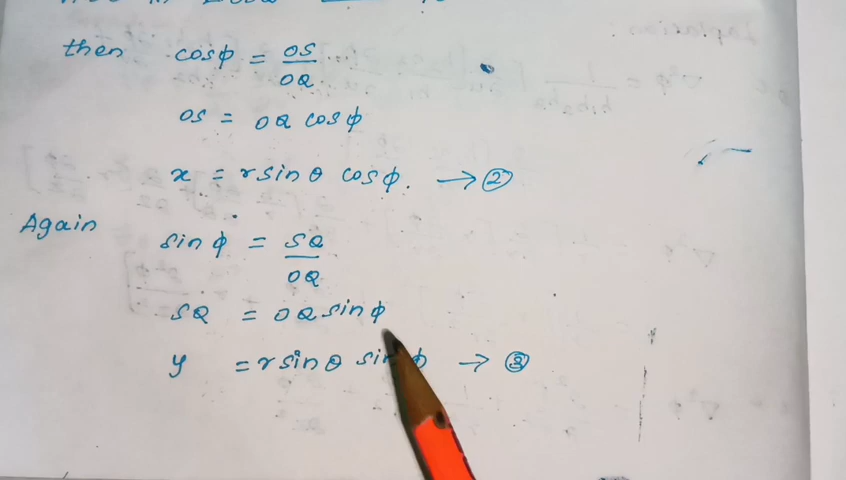 then cosφ = OS/OQ
OS = OQ cosφ
x = r sinθ cosφ. → ②
Again sinφ = SQ/OQ
SQ = OQ sinφ
y = r sinθ sinφ → ③